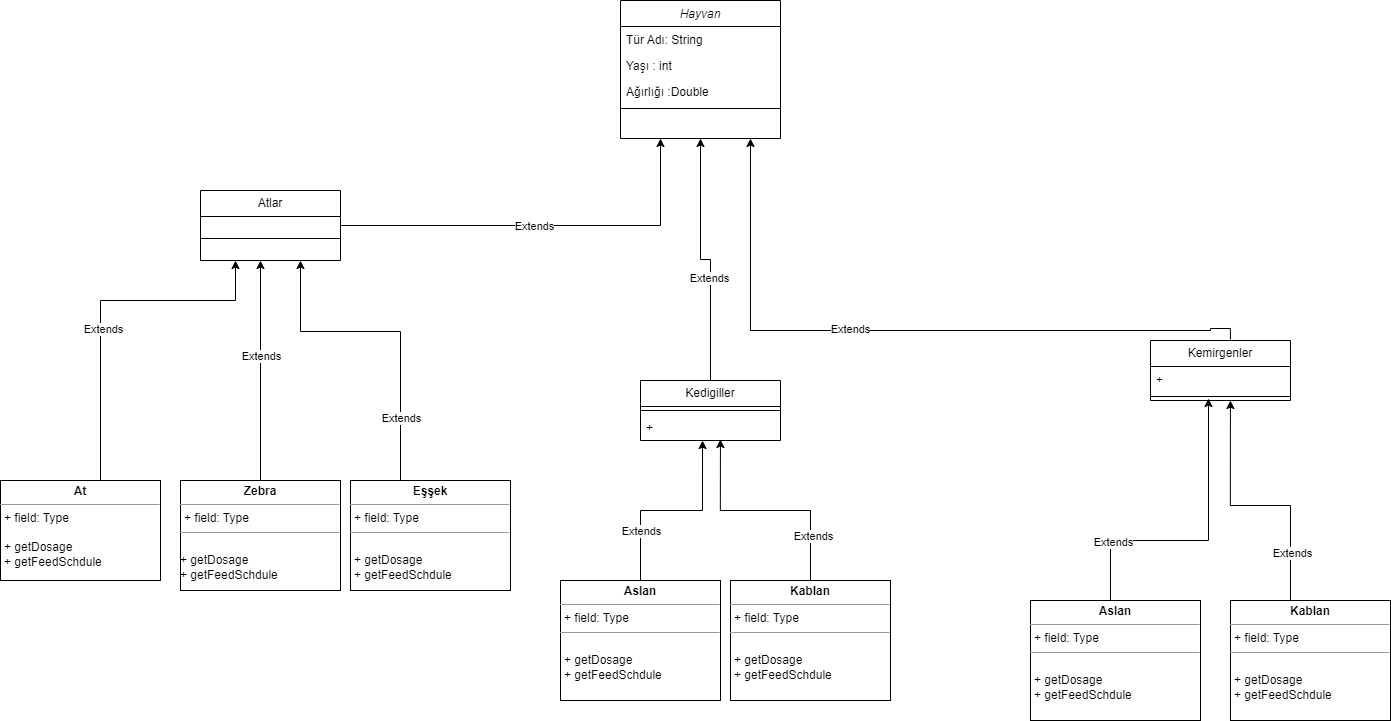 Hayvan
Tür Adı: String
Yaşı : int
Ağırlığı :Double
Atlar
Extends
Extends
Extends
Kemirgenler
+
Extends
Extends
Kedigiller
+
Extends
At
+ field: Type
+ getDosage
+ getFeedSchdule
Zebra
+ field: Type
+ getDosage
+ getFeedSchdule
Eşşek
+ field: Type
+ getDosage
+ getFeedSchdule
Extends
Extends
Extends
Extends
Aslan
+ field: Type
+ getDosage
+ getFeedSchdule
Kablan
+ field: Type
+ getDosage
+ getFeedSchdule
Aslan
+ field: Type
+ getDosage
+ getFeedSchdule
Kablan
+ field: Type
+ getDosage
+ getFeedSchdule